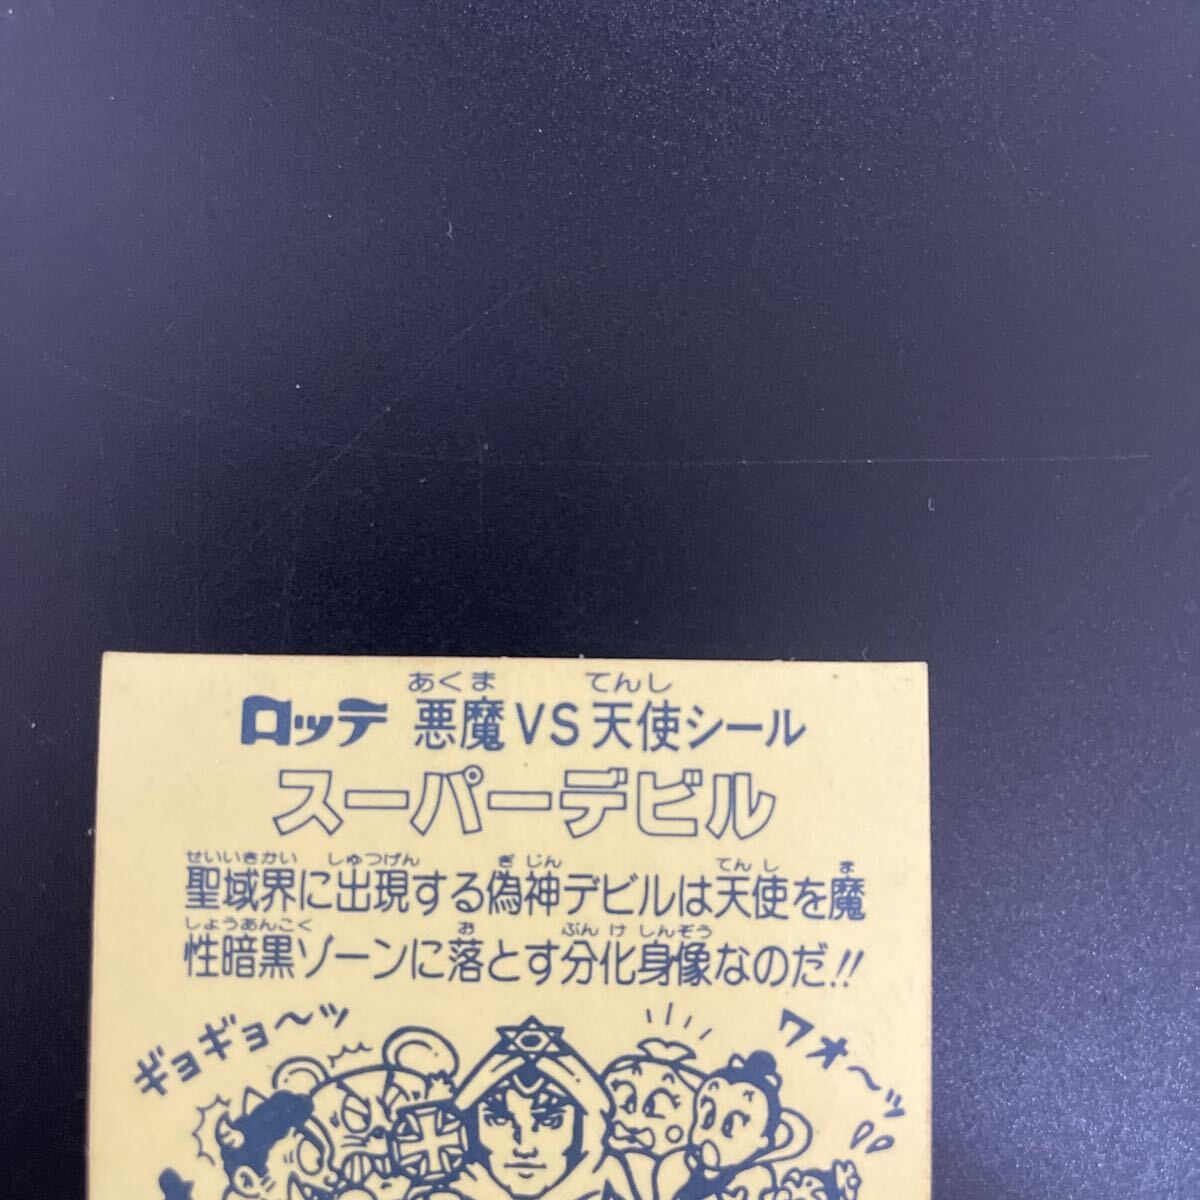 あくま てんし
ロッテ 悪魔VS天使シール
スーパーデビル
せいいきかい しゅつげん ぎじん てんし ま
聖域界に出現する偽神デビルは天使を魔
しょうあんこく お ぶんけしんぞう
性暗黒ゾーンに落とす分化身像なのだ!!
ギョギョ〜ッ
ワオ〜ッ!!